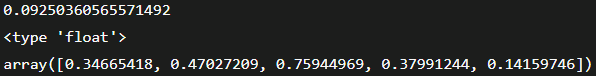 0.09250360565571492
<type 'float'>
array([0.34665418, 0.47027209, 0.75944969, 0.37991244, 0.14159746])